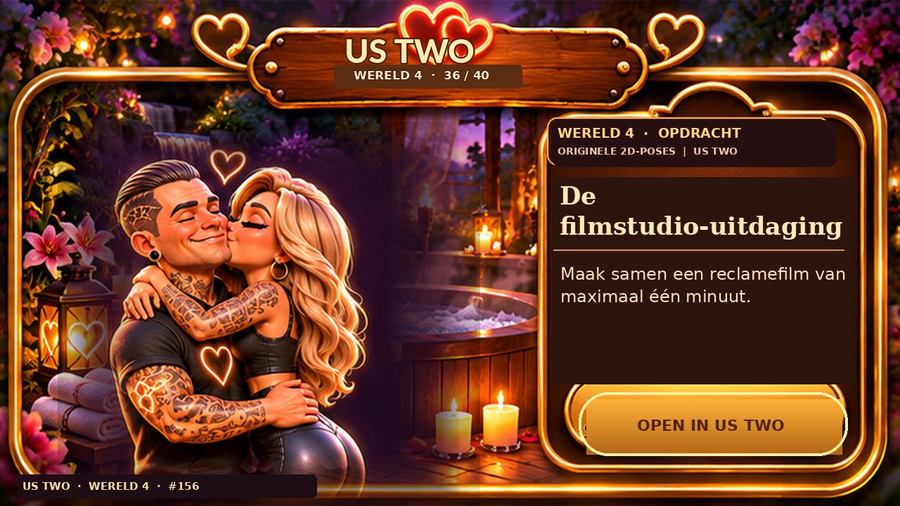 US TWO
WERELD 4 · 36 / 40
WERELD 4 · OPDRACHT
ORIGINELE 2D-POSES | US TWO
De
filmstudio-uitdaging
Maak samen een reclamefilm van
maximaal één minuut.
OPEN IN US TWO
US TWO · WERELD 4 · #156